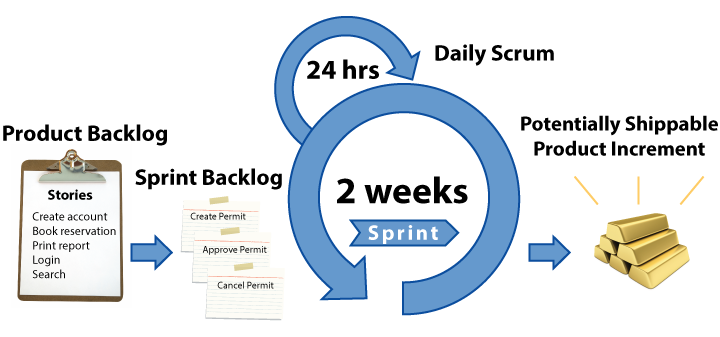 24 hrs
Daily Scrum
Product Backlog
Stories
Create account
Book reservation
Print report
Login
Search
Sprint Backlog
Create Permit
Approve Permit
Cancel Permit
2 weeks
Sprint
Potentially Shippable
Product Increment